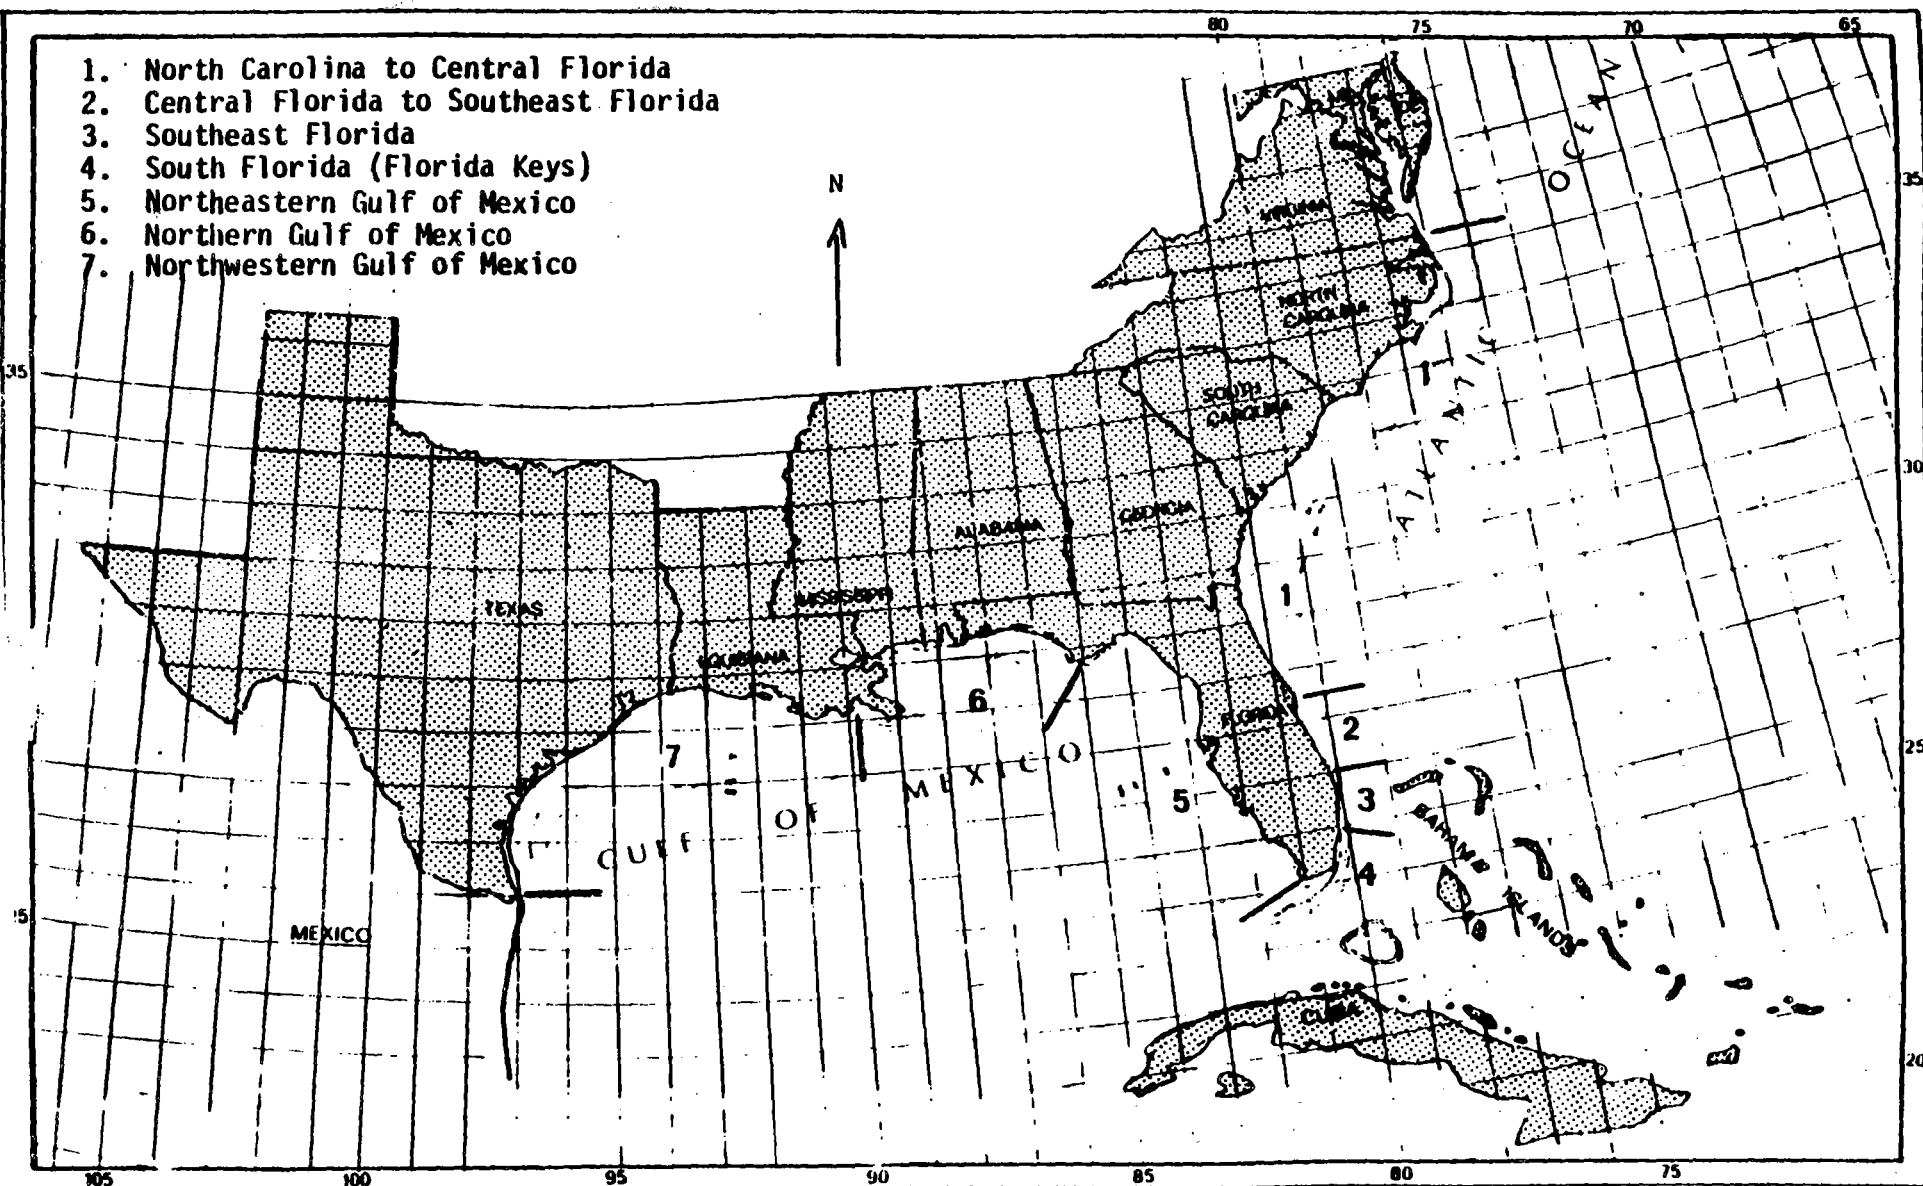 80 75 70 65
1. North Carolina to Central Florida
2. Central Florida to Southeast Florida
3. Southeast Florida
4. South Florida (Florida Keys)
5. Northeastern Gulf of Mexico
6. Northern Gulf of Mexico
7. Northwestern Gulf of Mexico
N
OCEAN
35
VIRGINIA
NORTH
CAROLINA
35
1
ATLANTIC
SOUTH
CAROLINA
30
ALABAMA
GEORGIA
TEXAS
MISSISSIPPI
1
LOUISIANA
6
FLORIDA
2
7
GULF OF MEXICO
25
5
3
BAHAMA
ISLANDS
4
MEXICO
CUBA
20
105 100 95 90 85 80 75